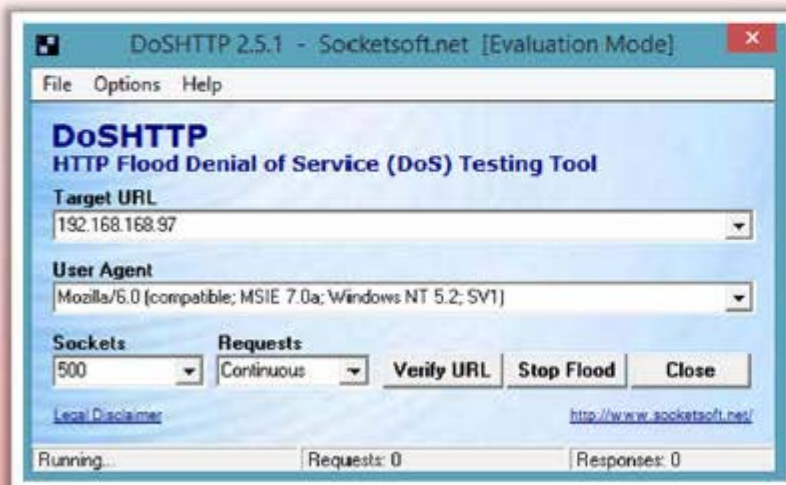 DoSHTTP 2.5.1 - Socketsoft.net [Evaluation Mode]
File Options Help
DoSHTTP
HTTP Flood Denial of Service (DoS) Testing Tool
Target URL
192.168.168.97
User Agent
Mozilla/6.0 (compatible; MSIE 7.0a; Windows NT 5.2; SV1)
Sockets Requests
500 Continuous Verify URL Stop Flood Close
Legal Disclaimer http://www.socketsoft.net/
Running... Requests: 0 Responses: 0